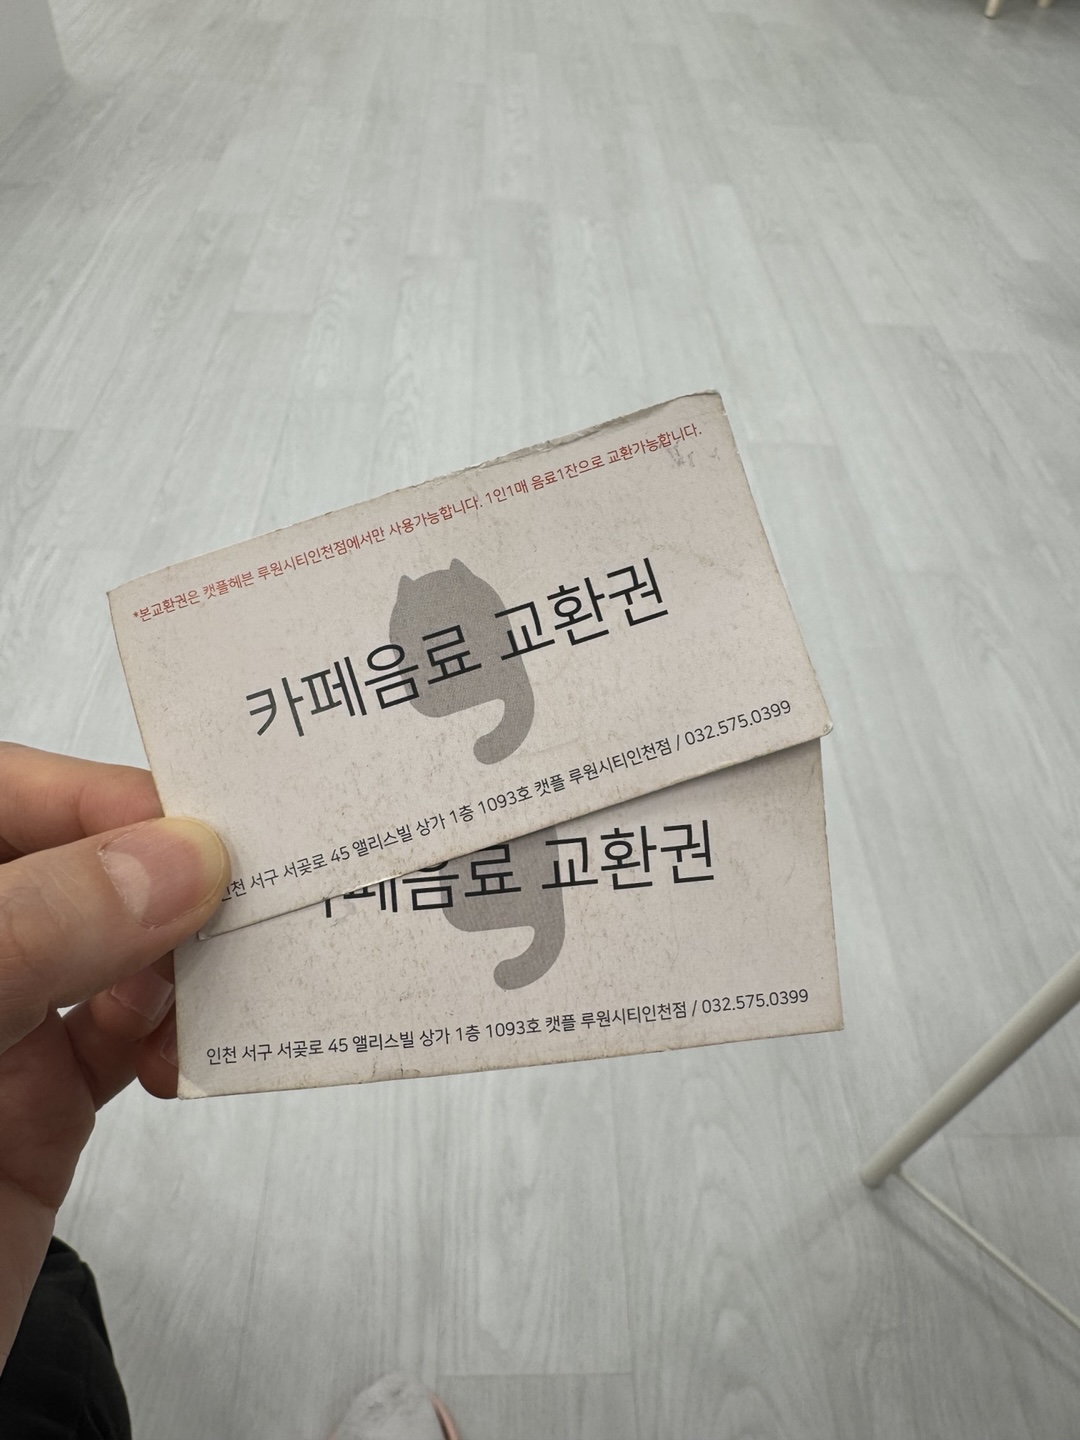 *본교환권은 캣플헤븐 루원시티인천점에서만 사용가능합니다. 1인1매 음료1잔으로 교환가능합니다.
카페음료 교환권
인천 서구 서곶로 45 앨리스빌 상가 1층 1093호 캣플 루원시티인천점 / 032.575.0399
카페음료 교환권
인천 서구 서곶로 45 앨리스빌 상가 1층 1093호 캣플 루원시티인천점 / 032.575.0399